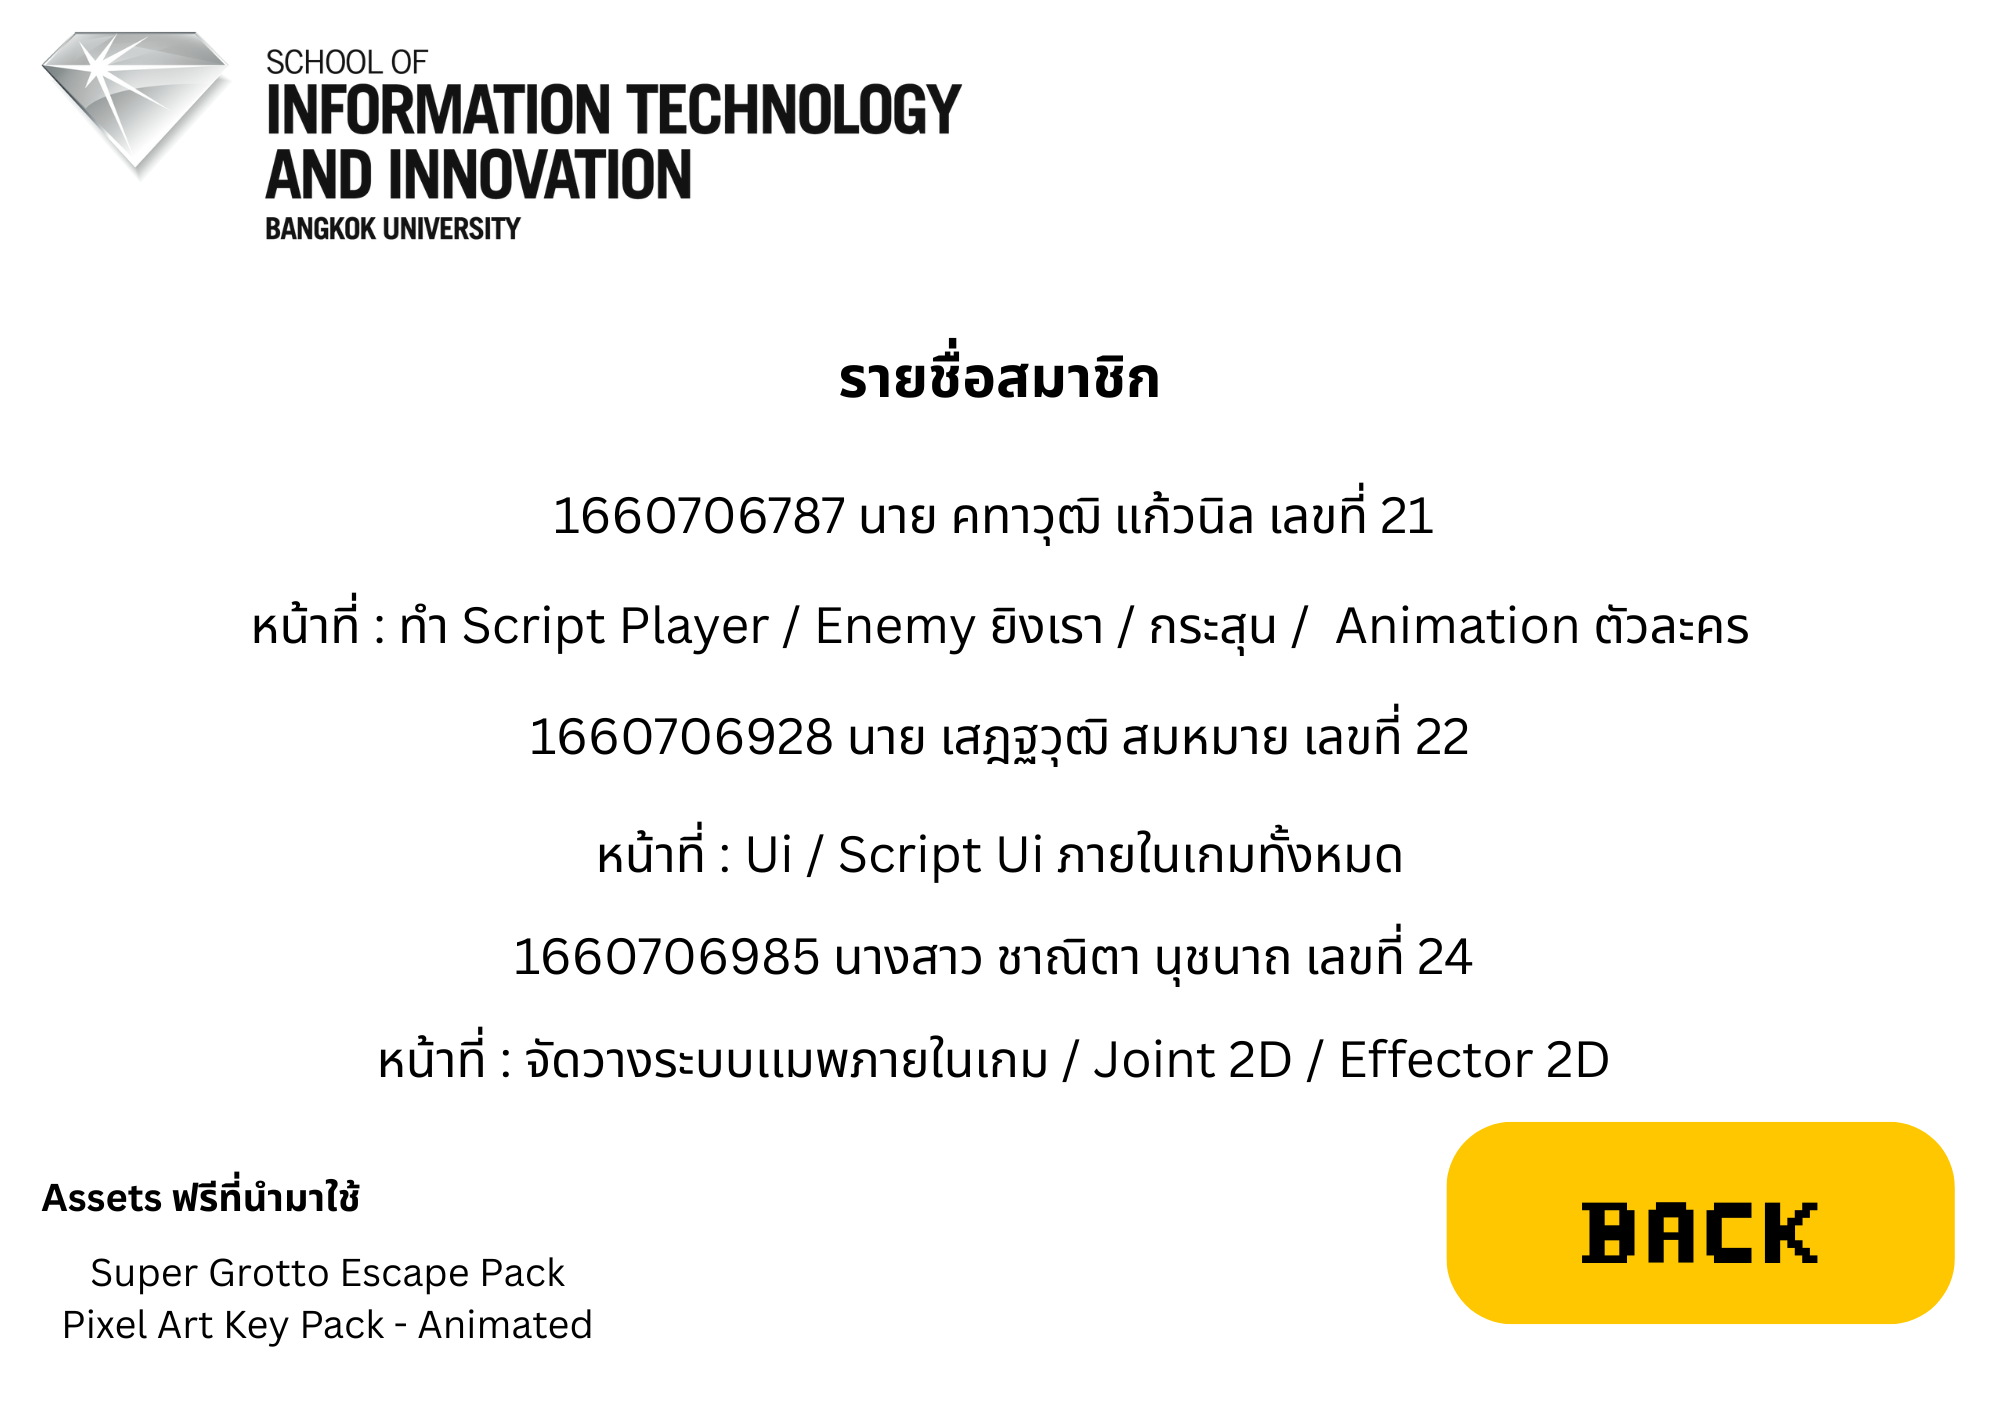 SCHOOL OF
INFORMATION TECHNOLOGY
AND INNOVATION
BANGKOK UNIVERSITY
รายชื่อสมาชิก
1660706787 นาย คทาวุฒิ แก้วนิล เลขที่ 21
หน้าที่ : ทำ Script Player / Enemy ยิงเรา / กระสุน / Animation ตัวละคร
1660706928 นาย เสฎฐวุฒิ สมหมาย เลขที่ 22
หน้าที่ : Ui / Script Ui ภายในเกมทั้งหมด
1660706985 นางสาว ชาณิตา นุชนาถ เลขที่ 24
หน้าที่ : จัดวางระบบแมพภายในเกม / Joint 2D / Effector 2D
Assets ฟรีที่นำมาใช้
Super Grotto Escape Pack
Pixel Art Key Pack - Animated
BACK